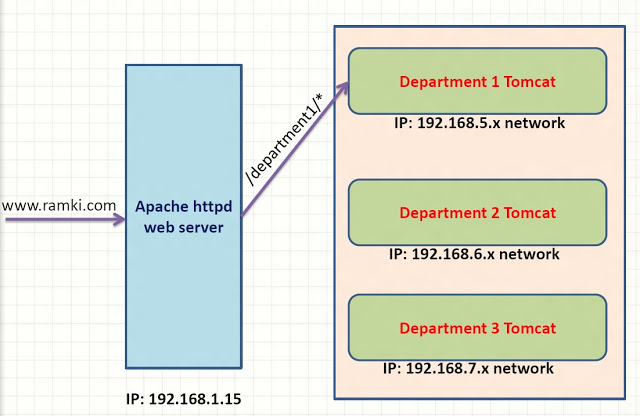 www.ramki.com
Apache httpd
web server
IP: 192.168.1.15
/department1/*
Department 1 Tomcat
IP: 192.168.5.x network
Department 2 Tomcat
IP: 192.168.6.x network
Department 3 Tomcat
IP: 192.168.7.x network